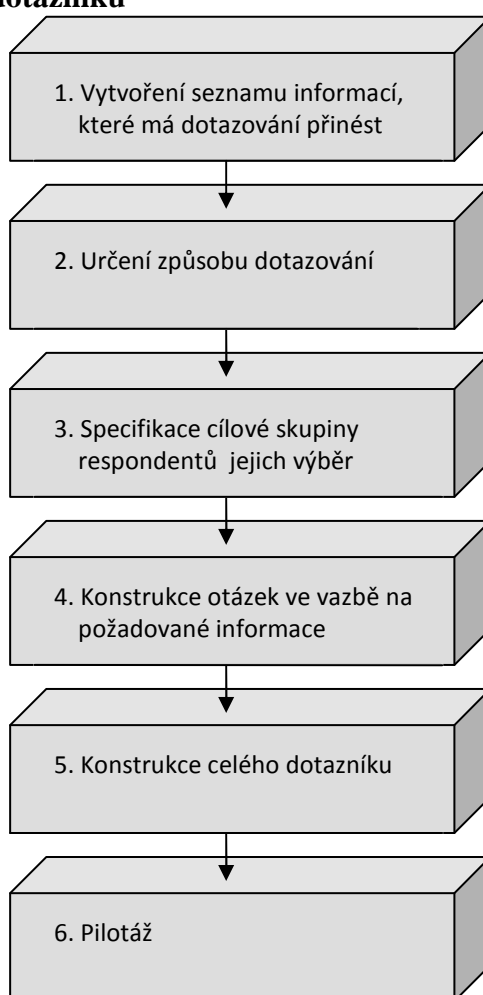 dotazníku
1. Vytvoření seznamu informací,
které má dotazování přinést
2. Určení způsobu dotazování
3. Specifikace cílové skupiny
respondentů  jejich výběr
4. Konstrukce otázek ve vazbě na
požadované informace
5. Konstrukce celého dotazníku
6. Pilotáž